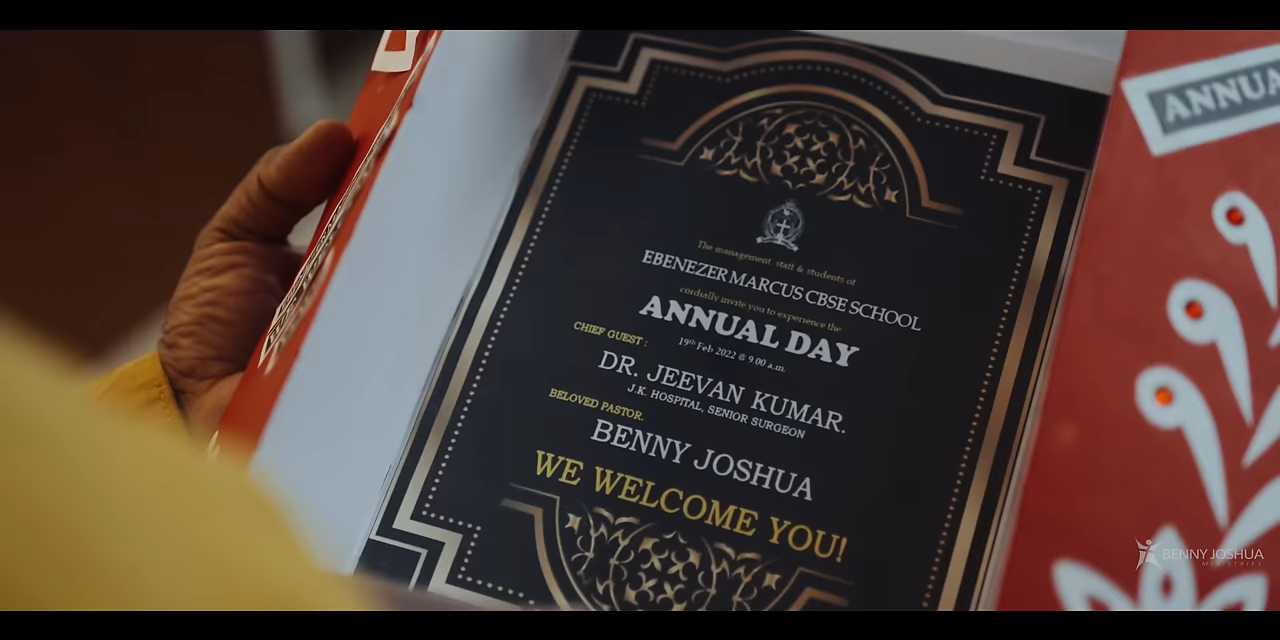 The management, staff & students of
EBENEZER MARCUS CBSE SCHOOL
cordially invite you to experience the
ANNUAL DAY
19th Feb 2022 @ 9.00 a.m.
CHIEF GUEST :
DR. JEEVAN KUMAR.
J.K. HOSPITAL, SENIOR SURGEON
BELOVED PASTOR.
BENNY JOSHUA
WE WELCOME YOU!
ANNUA
BENNY JOSHUA
MINISTRIES